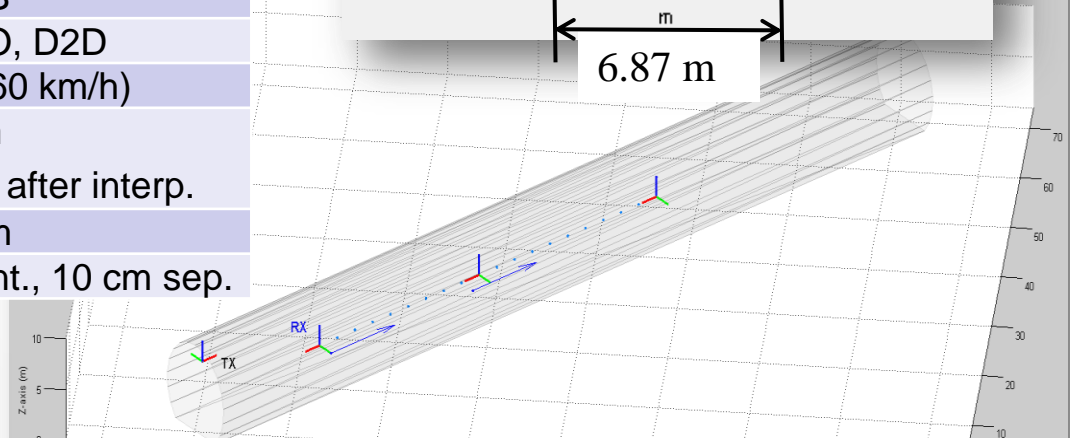 D, D2D
60 km/h)
after interp.
nt., 10 cm sep.
m
6.87 m
RX
TX
10
5
Z-axis (m)
70
60
50
40
30
20
10